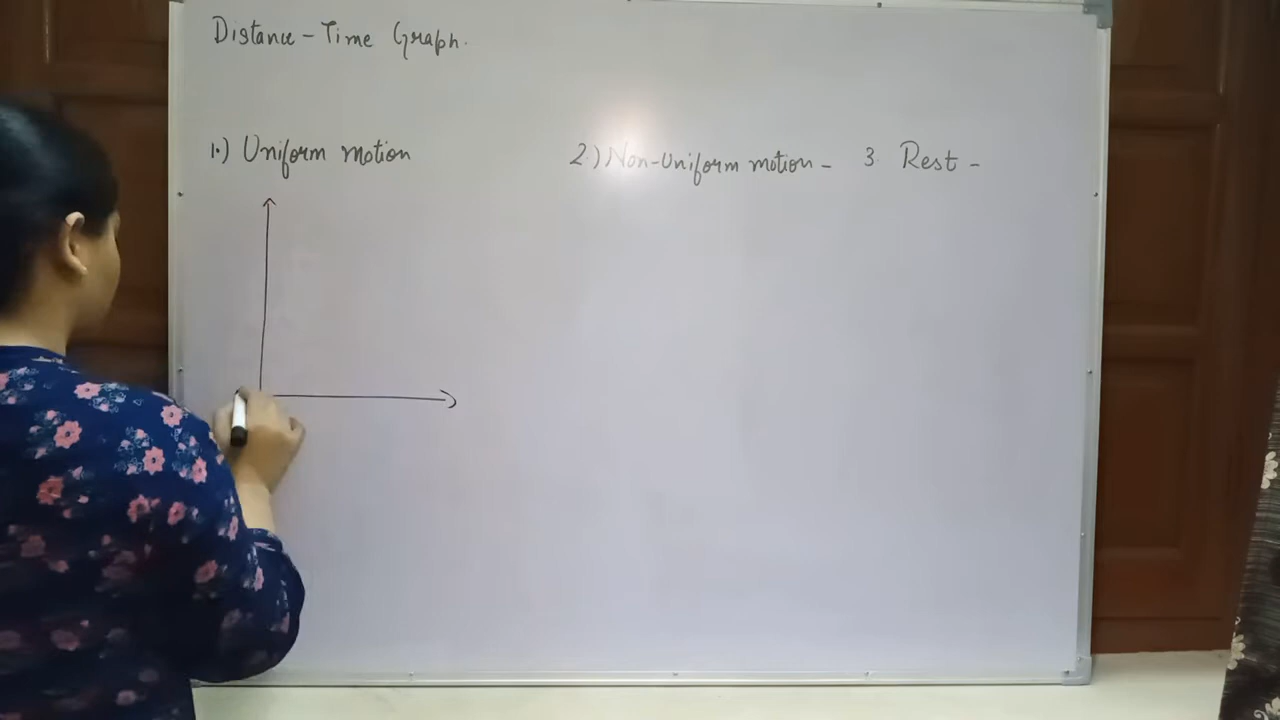 Distance - Time Graph.
1.) Uniform motion
2.) Non-Uniform motion - 3. Rest -